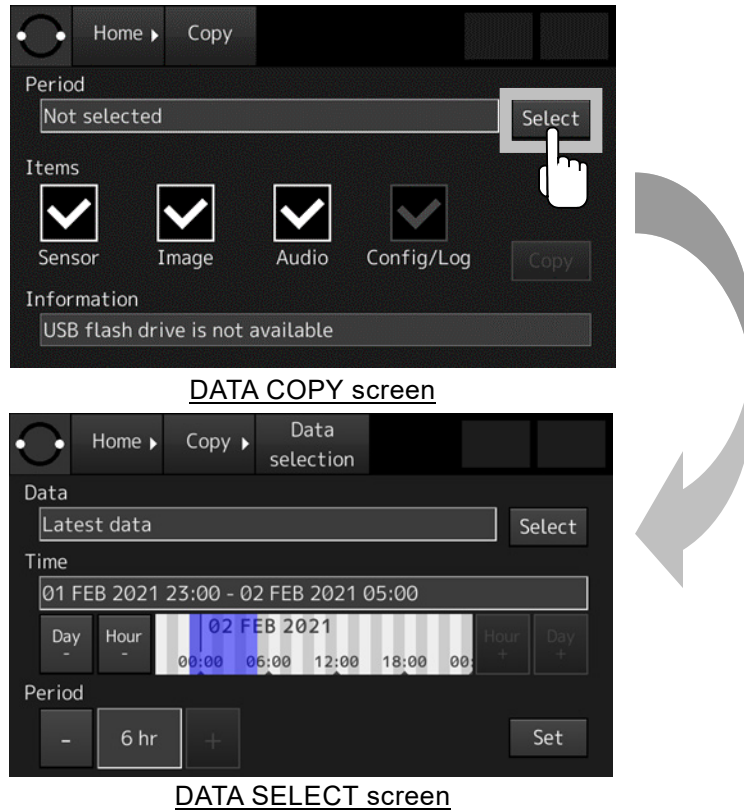 Home ▸ Copy
Period
Not selected Select
Items
Sensor Image Audio Config/Log Copy
Information
USB flash drive is not available
DATA COPY screen
Home ▸ Copy ▸ Data selection
Data
Latest data Select
Time
01 FEB 2021 23:00 - 02 FEB 2021 05:00
Day - Hour - 02 FEB 2021 Hour + Day +
00:00 06:00 12:00 18:00 00:
Period
- 6 hr + Set
DATA SELECT screen